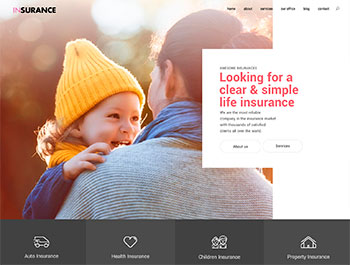 INSURANCE
home about services our office blog contact
AWESOME INSURANCES
Looking for a
clear & simple
life insurance
We are the most reliable
company in the insurance market
with thousands of satisfied
clients all over the world.
About us
Services
Auto Insurance
Health Insurance
Children Insurance
Property Insurance